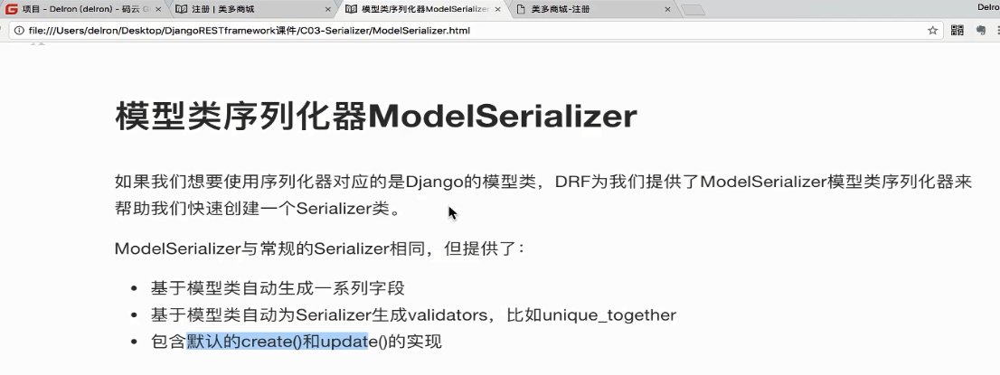 项目 - Delron (delron) - 码云 G
注册 | 美多商城
模型类序列化器ModelSerializer
美多商城-注册
Delro
file:///Users/delron/Desktop/DjangoRESTframework课件/C03-Serializer/ModelSerializer.html
模型类序列化器ModelSerializer
如果我们想要使用序列化器对应的是Django的模型类，DRF为我们提供了ModelSerializer模型类序列化器来
帮助我们快速创建一个Serializer类。
ModelSerializer与常规的Serializer相同，但提供了：
• 基于模型类自动生成一系列字段
• 基于模型类自动为Serializer生成validators，比如unique_together
• 包含默认的create()和update()的实现